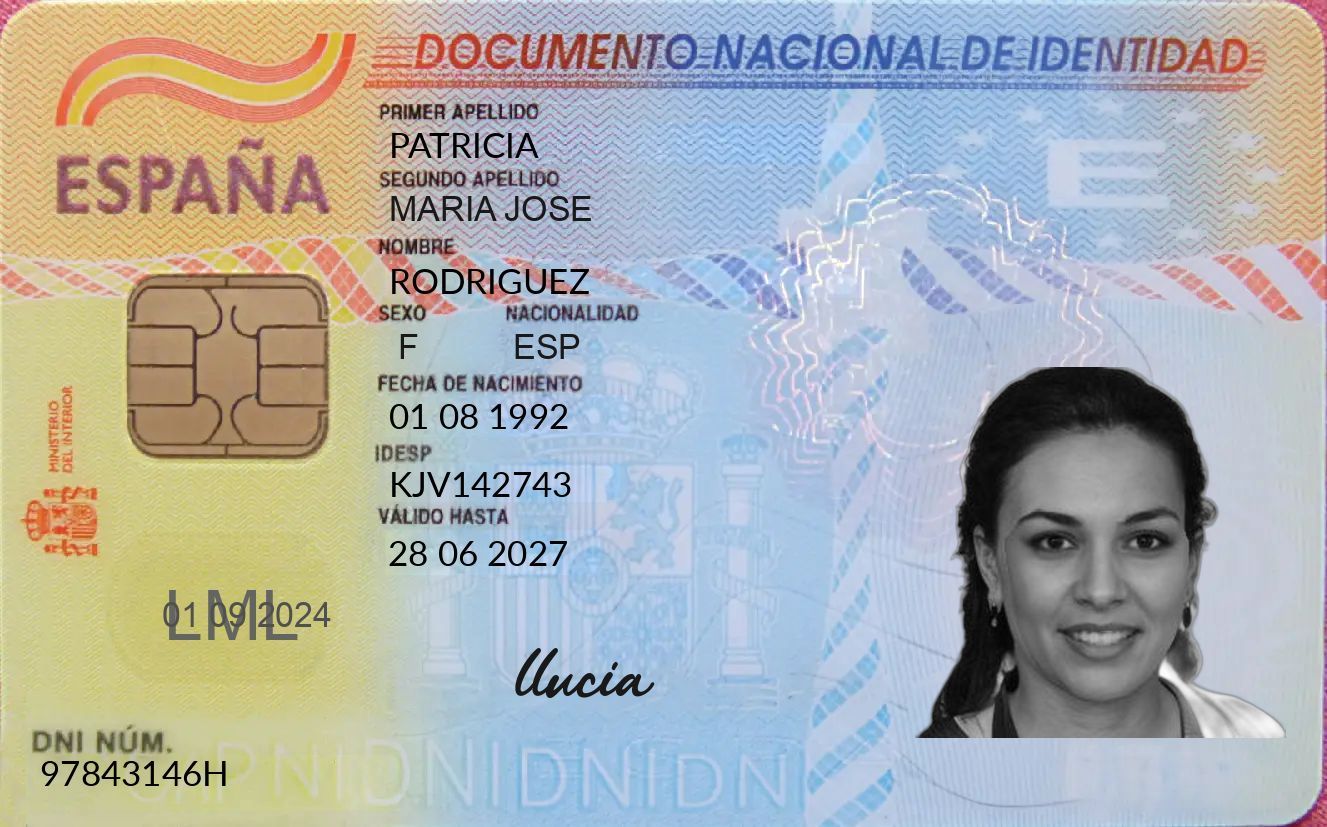 DOCUMENTO NACIONAL DE IDENTIDAD
ESPAÑA
PRIMER APELLIDO
PATRICIA
SEGUNDO APELLIDO
MARIA JOSE
NOMBRE
RODRIGUEZ
SEXO NACIONALIDAD
F ESP
FECHA DE NACIMIENTO
01 08 1992
IDESP
KJV142743
VÁLIDO HASTA
28 06 2027
MINISTERIO
DEL INTERIOR
E
LML
01 09 2024
llucia
DNI NÚM.
97843146H
DNIDNIDNIDN